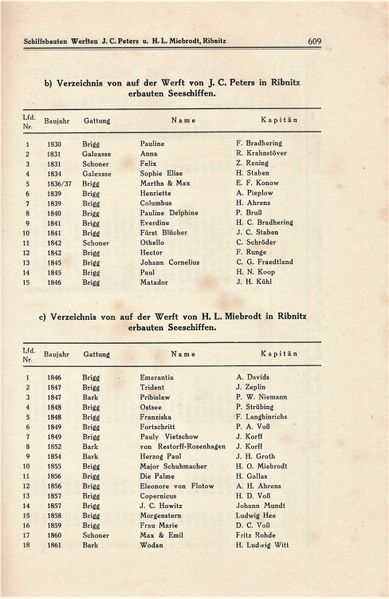 Schiffsbauten Werften J. C. Peters u. H. L. Miebrodt, Ribnitz 609
b) Verzeichnis von auf der Werft von J. C. Peters in Ribnitz
erbauten Seeschiffen.
Lfd. Nr. Baujahr Gattung Name Kapitän
1 1830 Brigg Pauline F. Bradhering
2 1831 Galeasse Anna R. Krahnstöver
3 1831 Schoner Felix Z. Rening
4 1834 Galeasse Sophie Elise H. Staben
5 1836/37 Brigg Martha & Max E. F. Konow
6 1839 Brigg Henriette A. Pieplow
7 1839 Brigg Columbus H. Ahrens
8 1840 Brigg Pauline Delphine P. Bruß
9 1841 Brigg Everdine H. C. Bradhering
10 1841 Brigg Fürst Blücher J. C. Staben
11 1842 Schoner Othello C. Schröder
12 1842 Brigg Hector F. Runge
13 1845 Brigg Johann Cornelius C. G. Fraedtland
14 1845 Brigg Paul H. N. Koop
15 1846 Brigg Matador J. H. Kühl
c) Verzeichnis von auf der Werft von H. L. Miebrodt in Ribnitz
erbauten Seeschiffen.
Lfd. Nr. Baujahr Gattung Name Kapitän
1 1846 Brigg Emerantia A. Davids
2 1847 Brigg Trident J. Zeplin
3 1847 Bark Pribislaw P. W. Niemann
4 1848 Brigg Ostsee P. Strübing
5 1848 Brigg Franziska F. Langhinrichs
6 1849 Brigg Fortschritt P. A. Voß
7 1849 Brigg Pauly Vietschow J. Korff
8 1852 Bark von Restorff-Rosenhagen J. Korff
9 1854 Bark Herzog Paul J. H. Groth
10 1855 Brigg Major Schuhmacher H. O. Miebrodt
11 1856 Brigg Die Palme H. Gallas
12 1856 Brigg Eleonore von Flotow A. H. Ahrens
13 1857 Brigg Copernicus H. D. Voß
14 1857 Brigg J. C. Howitz Johann Mundt
15 1858 Brigg Morgenstern Ludwig Hee
16 1859 Brigg Frau Marie D. C. Voß
17 1860 Schoner Max & Emil Fritz Rohde
18 1861 Bark Wodan H. Ludwig Witt